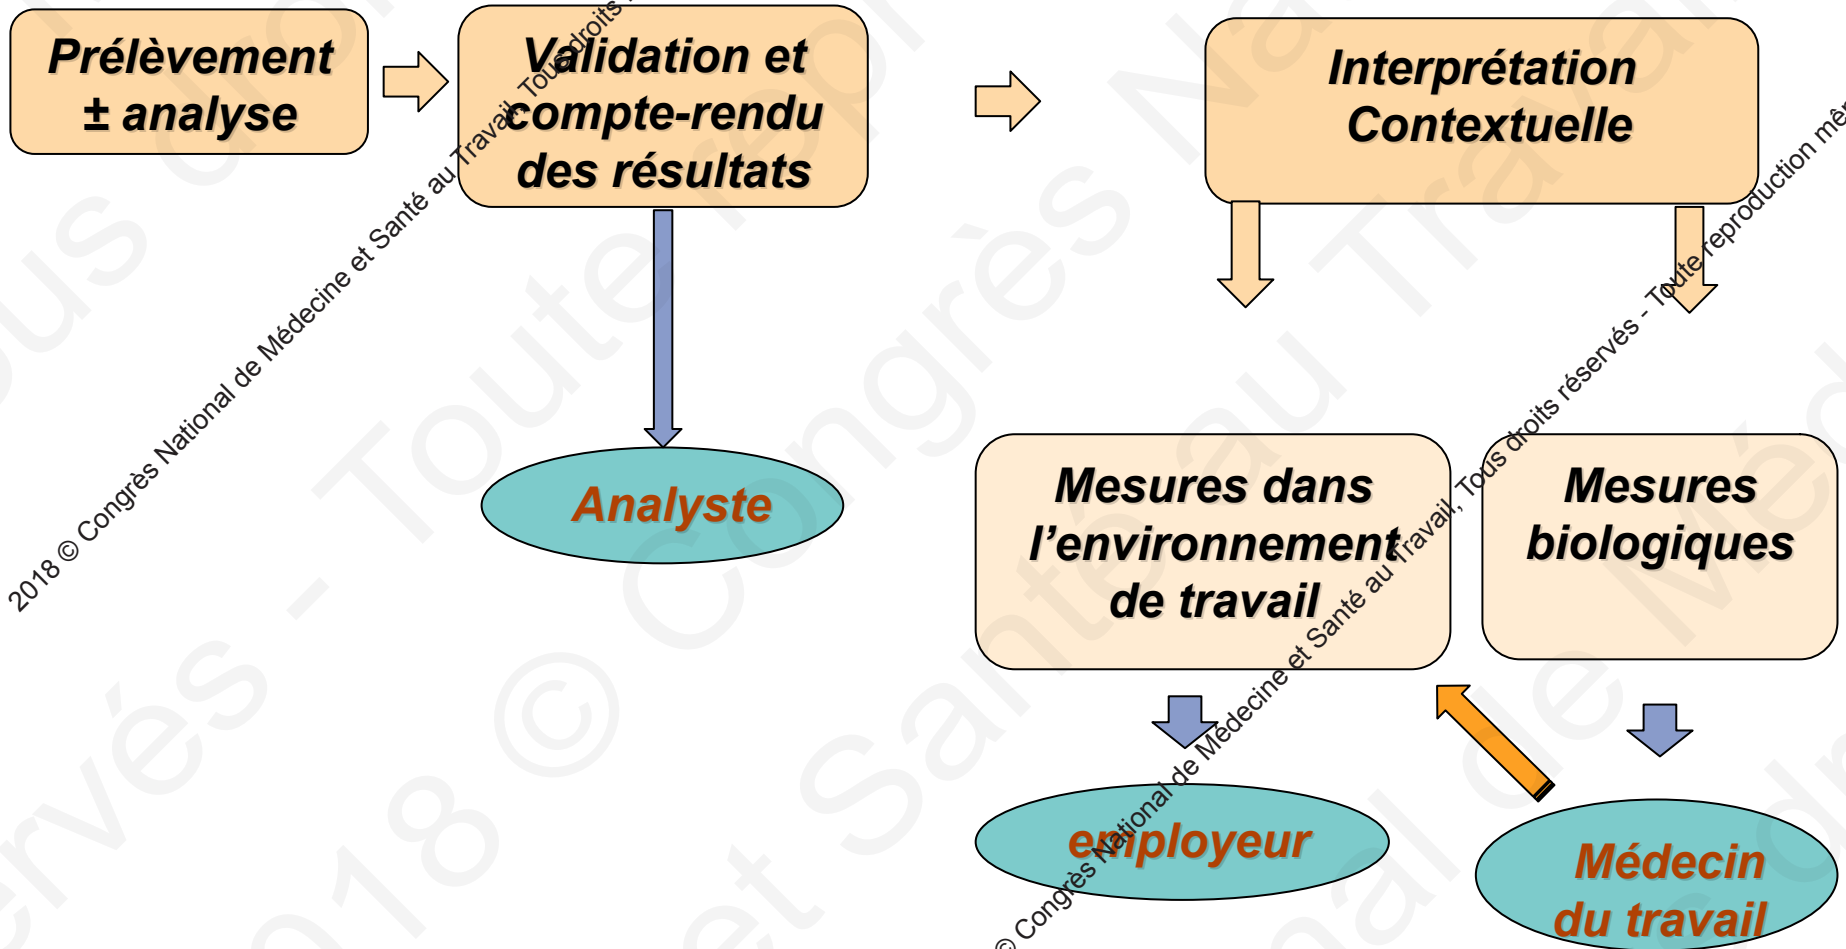 Prélèvement
± analyse
Validation et
compte-rendu
des résultats
Interprétation
Contextuelle
Analyste
Mesures dans
l'environnement
de travail
Mesures
biologiques
employeur
Médecin
du travail
2018 © Congrès National de Médecine et Santé au Travail, Tous droits
© Congrès National de Médecine et Santé au Travail, Tous droits réservés - Toute reproduction